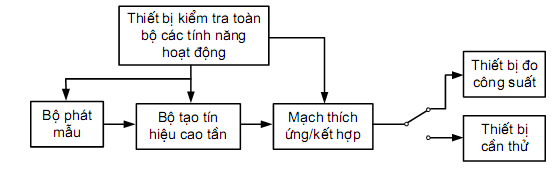 Thiết bị kiểm tra toàn
bộ các tính năng
hoạt động
Bộ phát
mẫu
Bộ tạo tín
hiệu cao tần
Mạch thích
ứng/kết hợp
Thiết bị đo
công suất
Thiết bị
cần thử